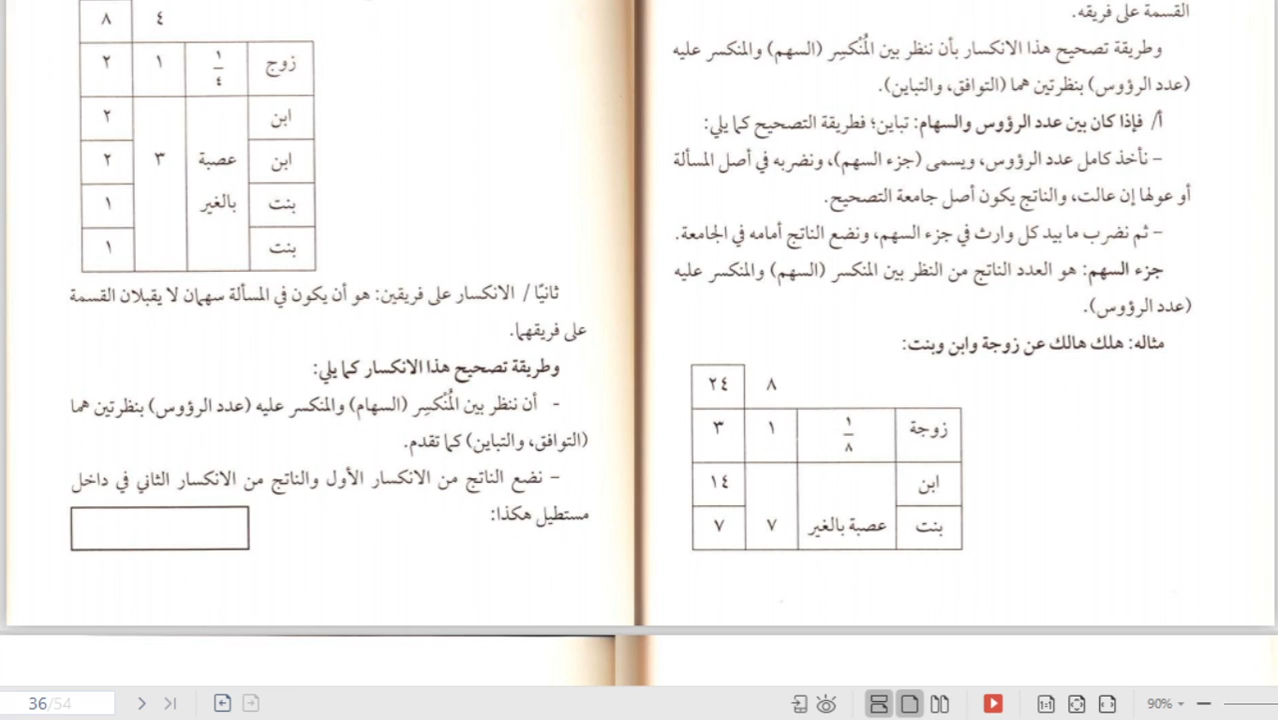 القسمة على فريقه.
وطريقة تصحيح هذا الانكسار بأن ننظر بين المُنْكسِر (السهم) والمنكسر عليه
(عدد الرؤوس) بنظرتين هما (التوافق، والتباين).
أ/ فإذا كان بين عدد الرؤوس والسهام: تباين؛ فطريقة التصحيح كما يلي:
– نأخذ كامل عدد الرؤوس، ويسمى (جزء السهم)، ونضربه في أصل المسألة
أو عولها إن عالت، والناتج يكون أصل جامعة التصحيح.
– ثم نضرب ما بيد كل وارث في جزء السهم، ونضع الناتج أمامه في الجامعة.
جزء السهم: هو العدد الناتج من النظر بين المنكسر (السهم) والمنكسر عليه
(عدد الرؤوس).
مثاله: هلك هالك عن زوجة وابن وبنت:
٨ ٢٤
زوجة ١/٨ ١ ٣
ابن ١٤
بنت عصبة بالغير ٧ ٧
٤ ٨
زوج ١/٤ ١ ٢
ابن ٢
ابن عصبة ٣ ٢
بنت بالغير ١
بنت ١
ثانيًا/ الانكسار على فريقين: هو أن يكون في المسألة سهمان لا يقبلان القسمة
على فريقهما.
وطريقة تصحيح هذا الانكسار كما يلي:
- أن ننظر بين المُنْكسِر (السهام) والمنكسر عليه (عدد الرؤوس) بنظرتين هما
(التوافق، والتباين) كما تقدم.
– نضع الناتج من الانكسار الأول والناتج من الانكسار الثاني في داخل
مستطيل هكذا:
36/54
1:1
90%